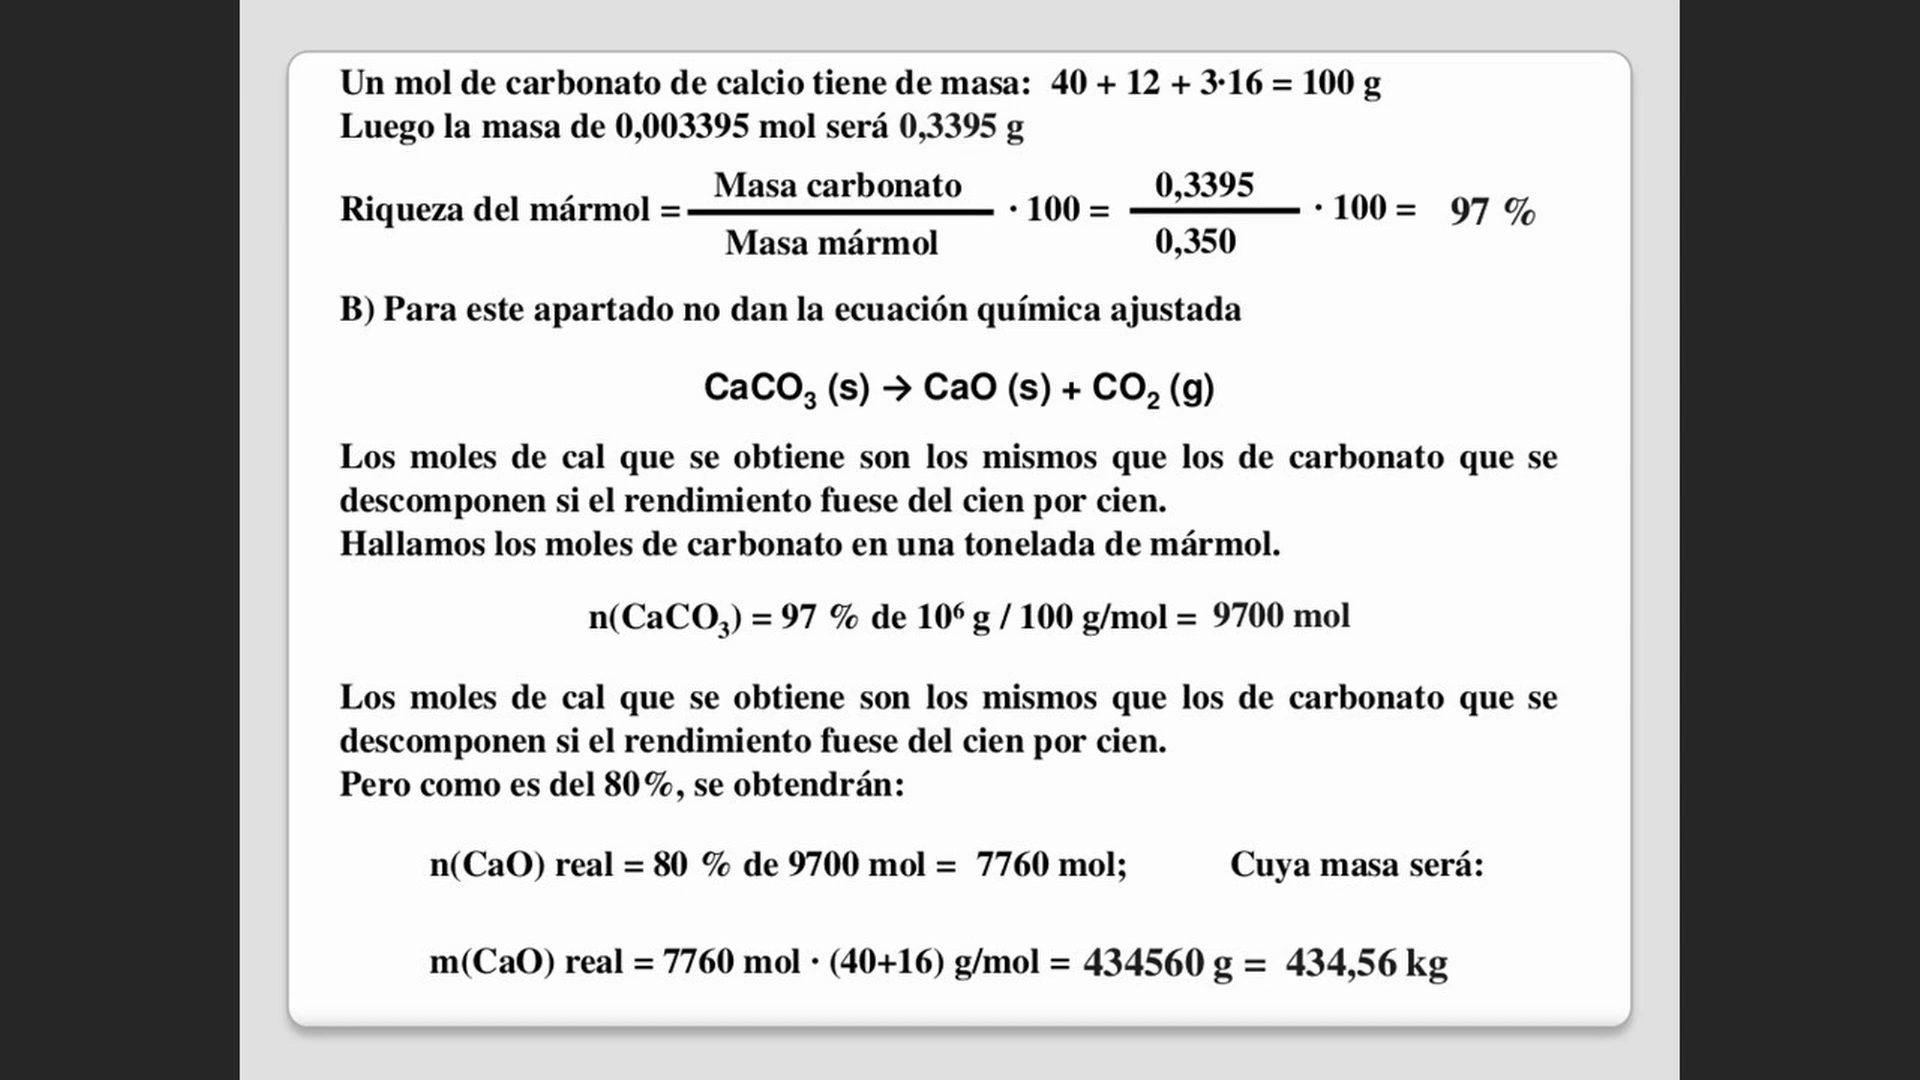 Un mol de carbonato de calcio tiene de masa: 40 + 12 + 3·16 = 100 g
Luego la masa de 0,003395 mol será 0,3395 g
Riqueza del mármol = Masa carbonato / Masa mármol · 100 = 0,3395 / 0,350 · 100 = 97 %
B) Para este apartado no dan la ecuación química ajustada
CaCO₃ (s) → CaO (s) + CO₂ (g)
Los moles de cal que se obtiene son los mismos que los de carbonato que se
descomponen si el rendimiento fuese del cien por cien.
Hallamos los moles de carbonato en una tonelada de mármol.
n(CaCO₃) = 97 % de 10⁶ g / 100 g/mol = 9700 mol
Los moles de cal que se obtiene son los mismos que los de carbonato que se
descomponen si el rendimiento fuese del cien por cien.
Pero como es del 80%, se obtendrán:
n(CaO) real = 80 % de 9700 mol = 7760 mol; Cuya masa será:
m(CaO) real = 7760 mol · (40+16) g/mol = 434560 g = 434,56 kg